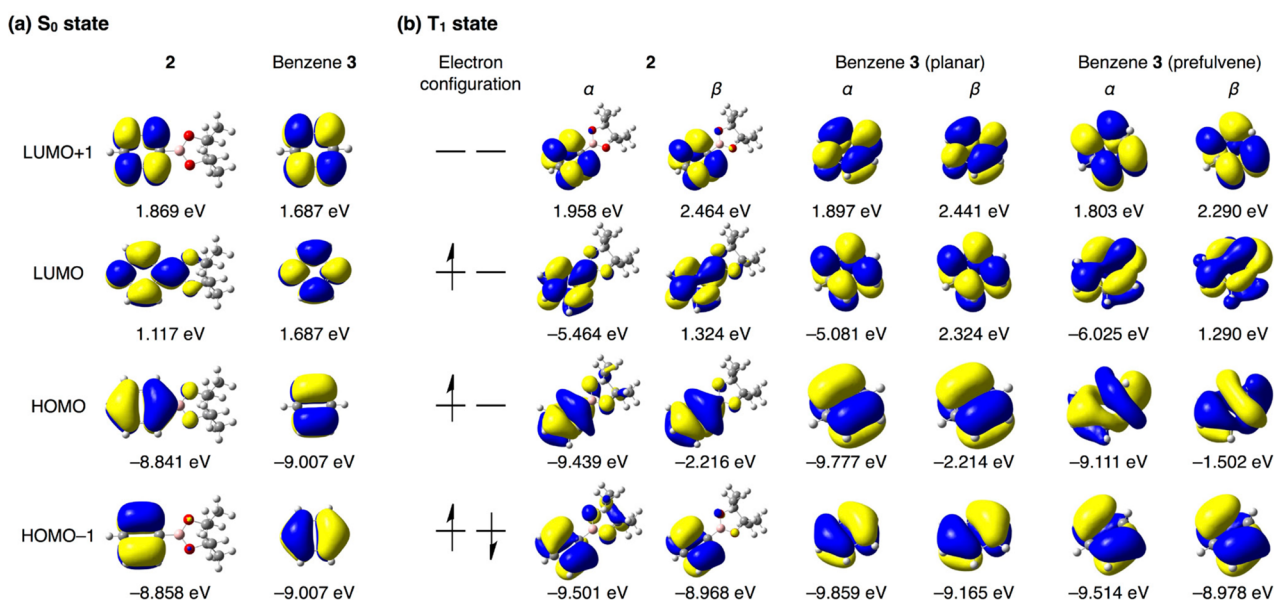 (a) S₀ state (b) T₁ state
2 Benzene 3 Electron configuration 2 Benzene 3 (planar) Benzene 3 (prefulvene)
α β α β α β
LUMO+1
1.869 eV 1.687 eV 1.958 eV 2.464 eV 1.897 eV 2.441 eV 1.803 eV 2.290 eV
LUMO
1.117 eV 1.687 eV −5.464 eV 1.324 eV −5.081 eV 2.324 eV −6.025 eV 1.290 eV
HOMO
−8.841 eV −9.007 eV −9.439 eV −2.216 eV −9.777 eV −2.214 eV −9.111 eV −1.502 eV
HOMO−1
−8.858 eV −9.007 eV −9.501 eV −8.968 eV −9.859 eV −9.165 eV −9.514 eV −8.978 eV